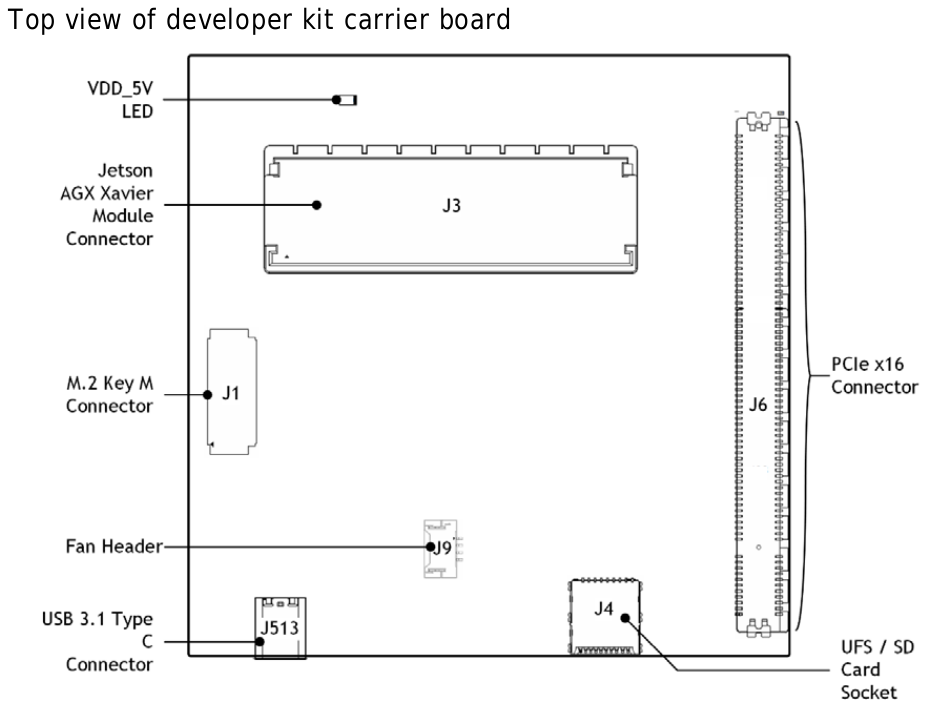 Top view of developer kit carrier board
VDD_5V
LED
Jetson
AGX Xavier
Module
Connector
J3
M.2 Key M
Connector
J1
PCIe x16
Connector
J6
Fan Header
J9
USB 3.1 Type
C
Connector
J513
J4
UFS / SD
Card
Socket